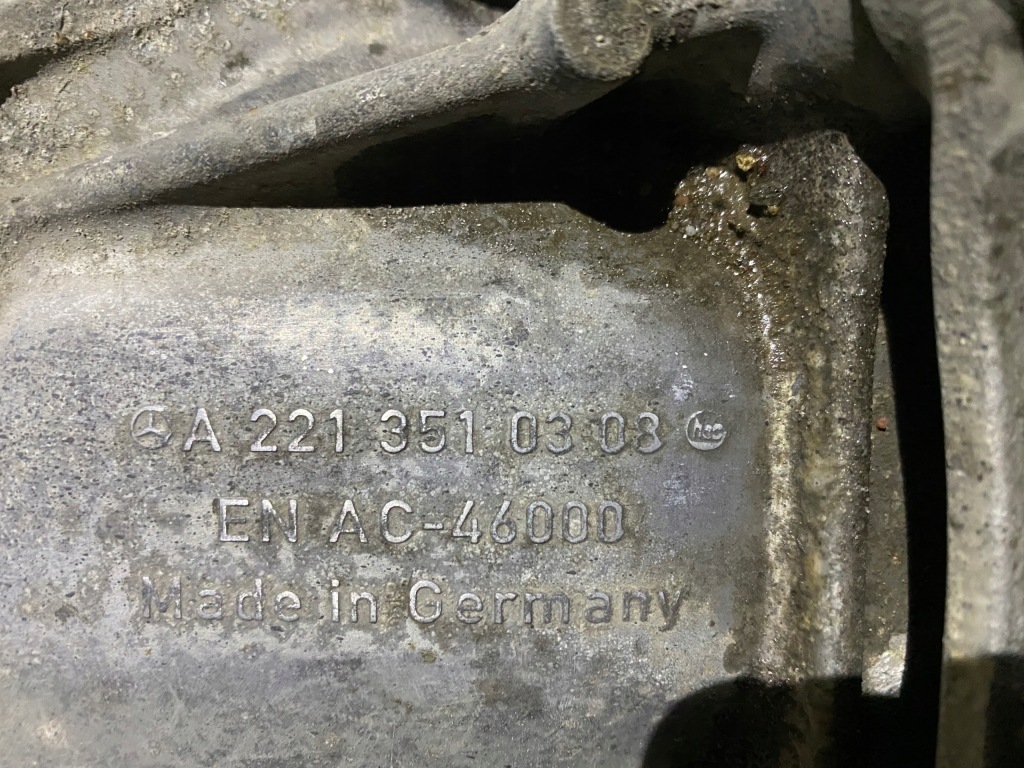 A 221 351 03 08
EN AC-46000
Made in Germany